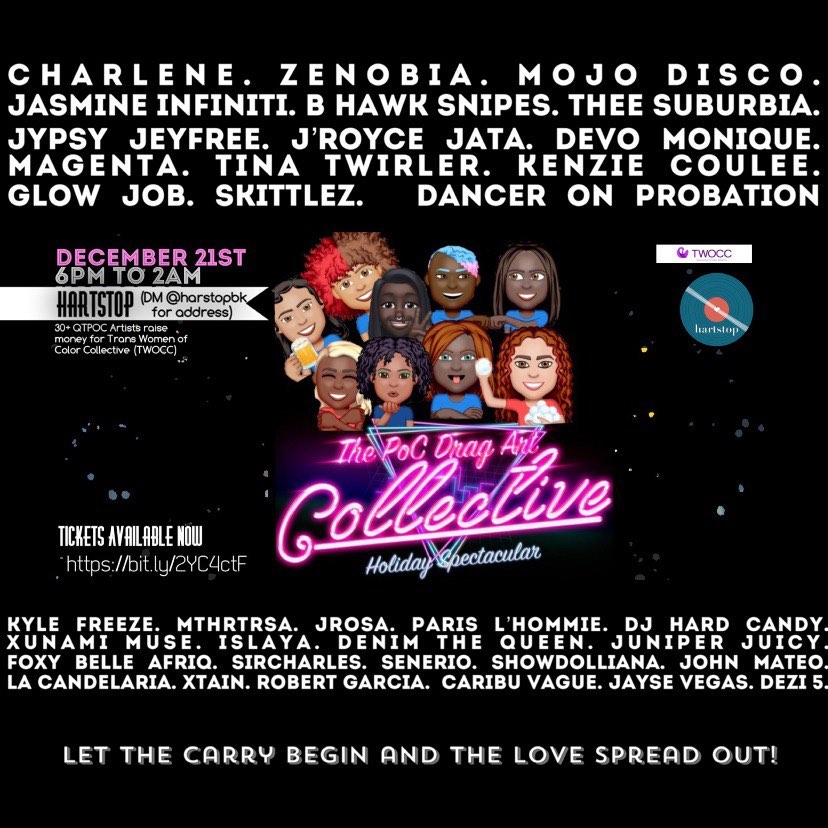 CHARLENE. ZENOBIA. MOJO DISCO.
JASMINE INFINITI. B HAWK SNIPES. THEE SUBURBIA.
JYPSY JEYFREE. J'ROYCE JATA. DEVO MONIQUE.
MAGENTA. TINA TWIRLER. KENZIE COULEE.
GLOW JOB. SKITTLEZ. DANCER ON PROBATION
DECEMBER 21ST
6PM TO 2AM
HARTSTOP (DM @harstopbk
for address)
30+ QTPOC Artists raise
money for Trans Women of
Color Collective (TWOCC)
TWOCC
hartstop
The PoC Drag Art
Collective
Holiday Spectacular
TICKETS AVAILABLE NOW
https://bit.ly/2YC4ctF
KYLE FREEZE. MTHRTRSA. JROSA. PARIS L'HOMMIE. DJ HARD CANDY.
XUNAMI MUSE. ISLAYA. DENIM THE QUEEN. JUNIPER JUICY.
FOXY BELLE AFRIQ. SIRCHARLES. SENERIO. SHOWDOLLIANA. JOHN MATEO.
LA CANDELARIA. XTAIN. ROBERT GARCIA. CARIBU VAGUE. JAYSE VEGAS. DEZI 5.
LET THE CARRY BEGIN AND THE LOVE SPREAD OUT!